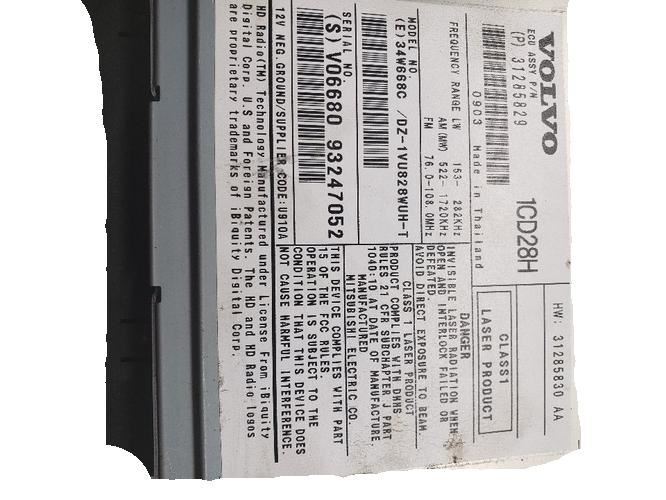 VOLVO
ECU ASSY P/N
(P) 31285829
1CD28H
HW: 31285830 AA
0903 Made in Thailand
CLASS1
LASER PRODUCT
FREQUENCY RANGE LW 153- 282KHz
AM(MW) 522- 1720KHz
FM 76.0-108.0MHz
MODEL NO.
(E)34W668C /DZ-1VU828WUH-T
SERIAL NO.
(S) V06680 93247052
12V NEG.GROUND/SUPPLIER CODE:U910A
DANGER
INVISIBLE LASER RADIATION WHEN
OPEN AND INTERLOCK FAILED OR
DEFEATED.
AVOID DIRECT EXPOSURE TO BEAM
CLASS 1 LASER PRODUCT
PRODUCT COMPLIES WITH DHHS
RULES 21 CFR SUBCHAPTER J PART
1040:10 AT DATE OF MANUFACTURE.
MANUFACTURED
MITSUBISHI ELECTRIC CO.
THIS DEVICE COMPLIES WITH PART
15 OF THE FCC RULES.
OPERATION IS SUBJECT TO THE
CONDITION THAT THIS DEVICE DOES
NOT CAUSE HARMFUL INTERFERENCE.
HD Radio(TM) Technology Manufactured under License From iBiquity
Digital Corp. U.S and Foreign Patents. The HD and HD Radio logos
are proprietary trademarks of iBiquity Digital Corp.